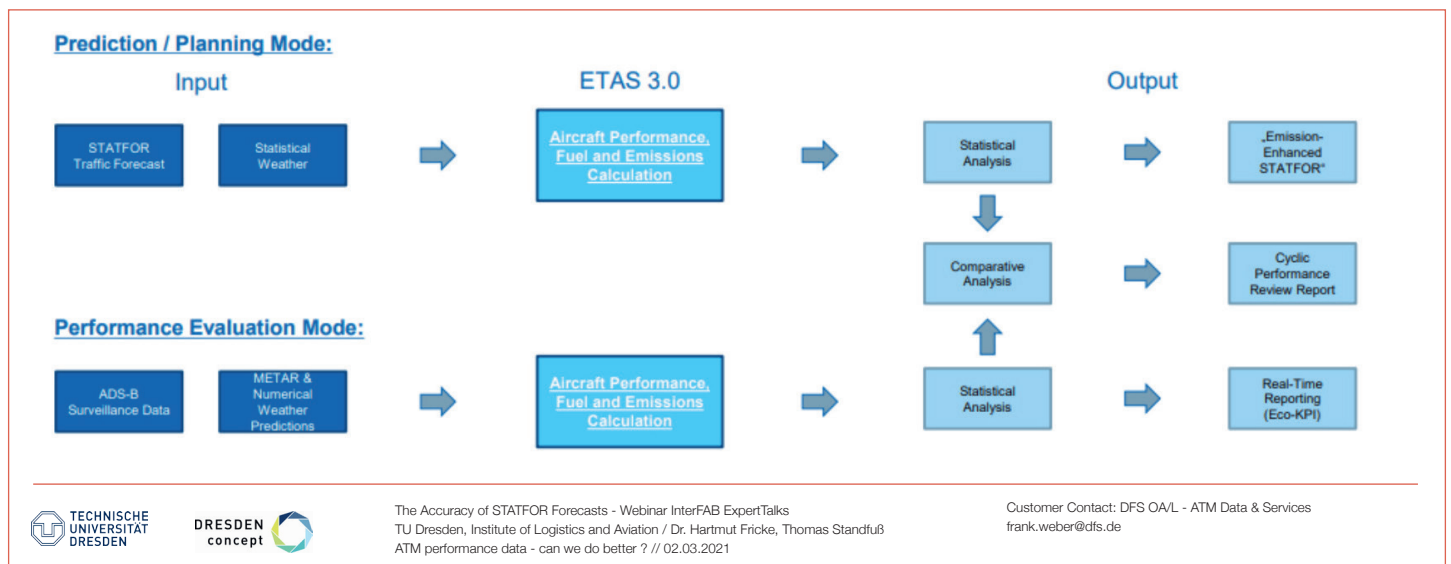 Prediction / Planning Mode:
Input
ETAS 3.0
Output
STATFOR
Traffic Forecast
Statistical
Weather
Aircraft Performance,
Fuel and Emissions
Calculation
Statistical
Analysis
„Emission-
Enhanced
STATFOR“
Comparative
Analysis
Cyclic
Performance
Review Report
Performance Evaluation Mode:
ADS-B
Surveillance Data
METAR &
Numerical
Weather
Predictions
Aircraft Performance,
Fuel and Emissions
Calculation
Statistical
Analysis
Real-Time
Reporting
(Eco-KPI)
TECHNISCHE
UNIVERSITÄT
DRESDEN
DRESDEN
concept
The Accuracy of STATFOR Forecasts - Webinar InterFAB ExpertTalks
TU Dresden, Institute of Logistics and Aviation / Dr. Hartmut Fricke, Thomas Standfuß
ATM performance data - can we do better ? // 02.03.2021
Customer Contact: DFS OA/L - ATM Data & Services
frank.weber@dfs.de